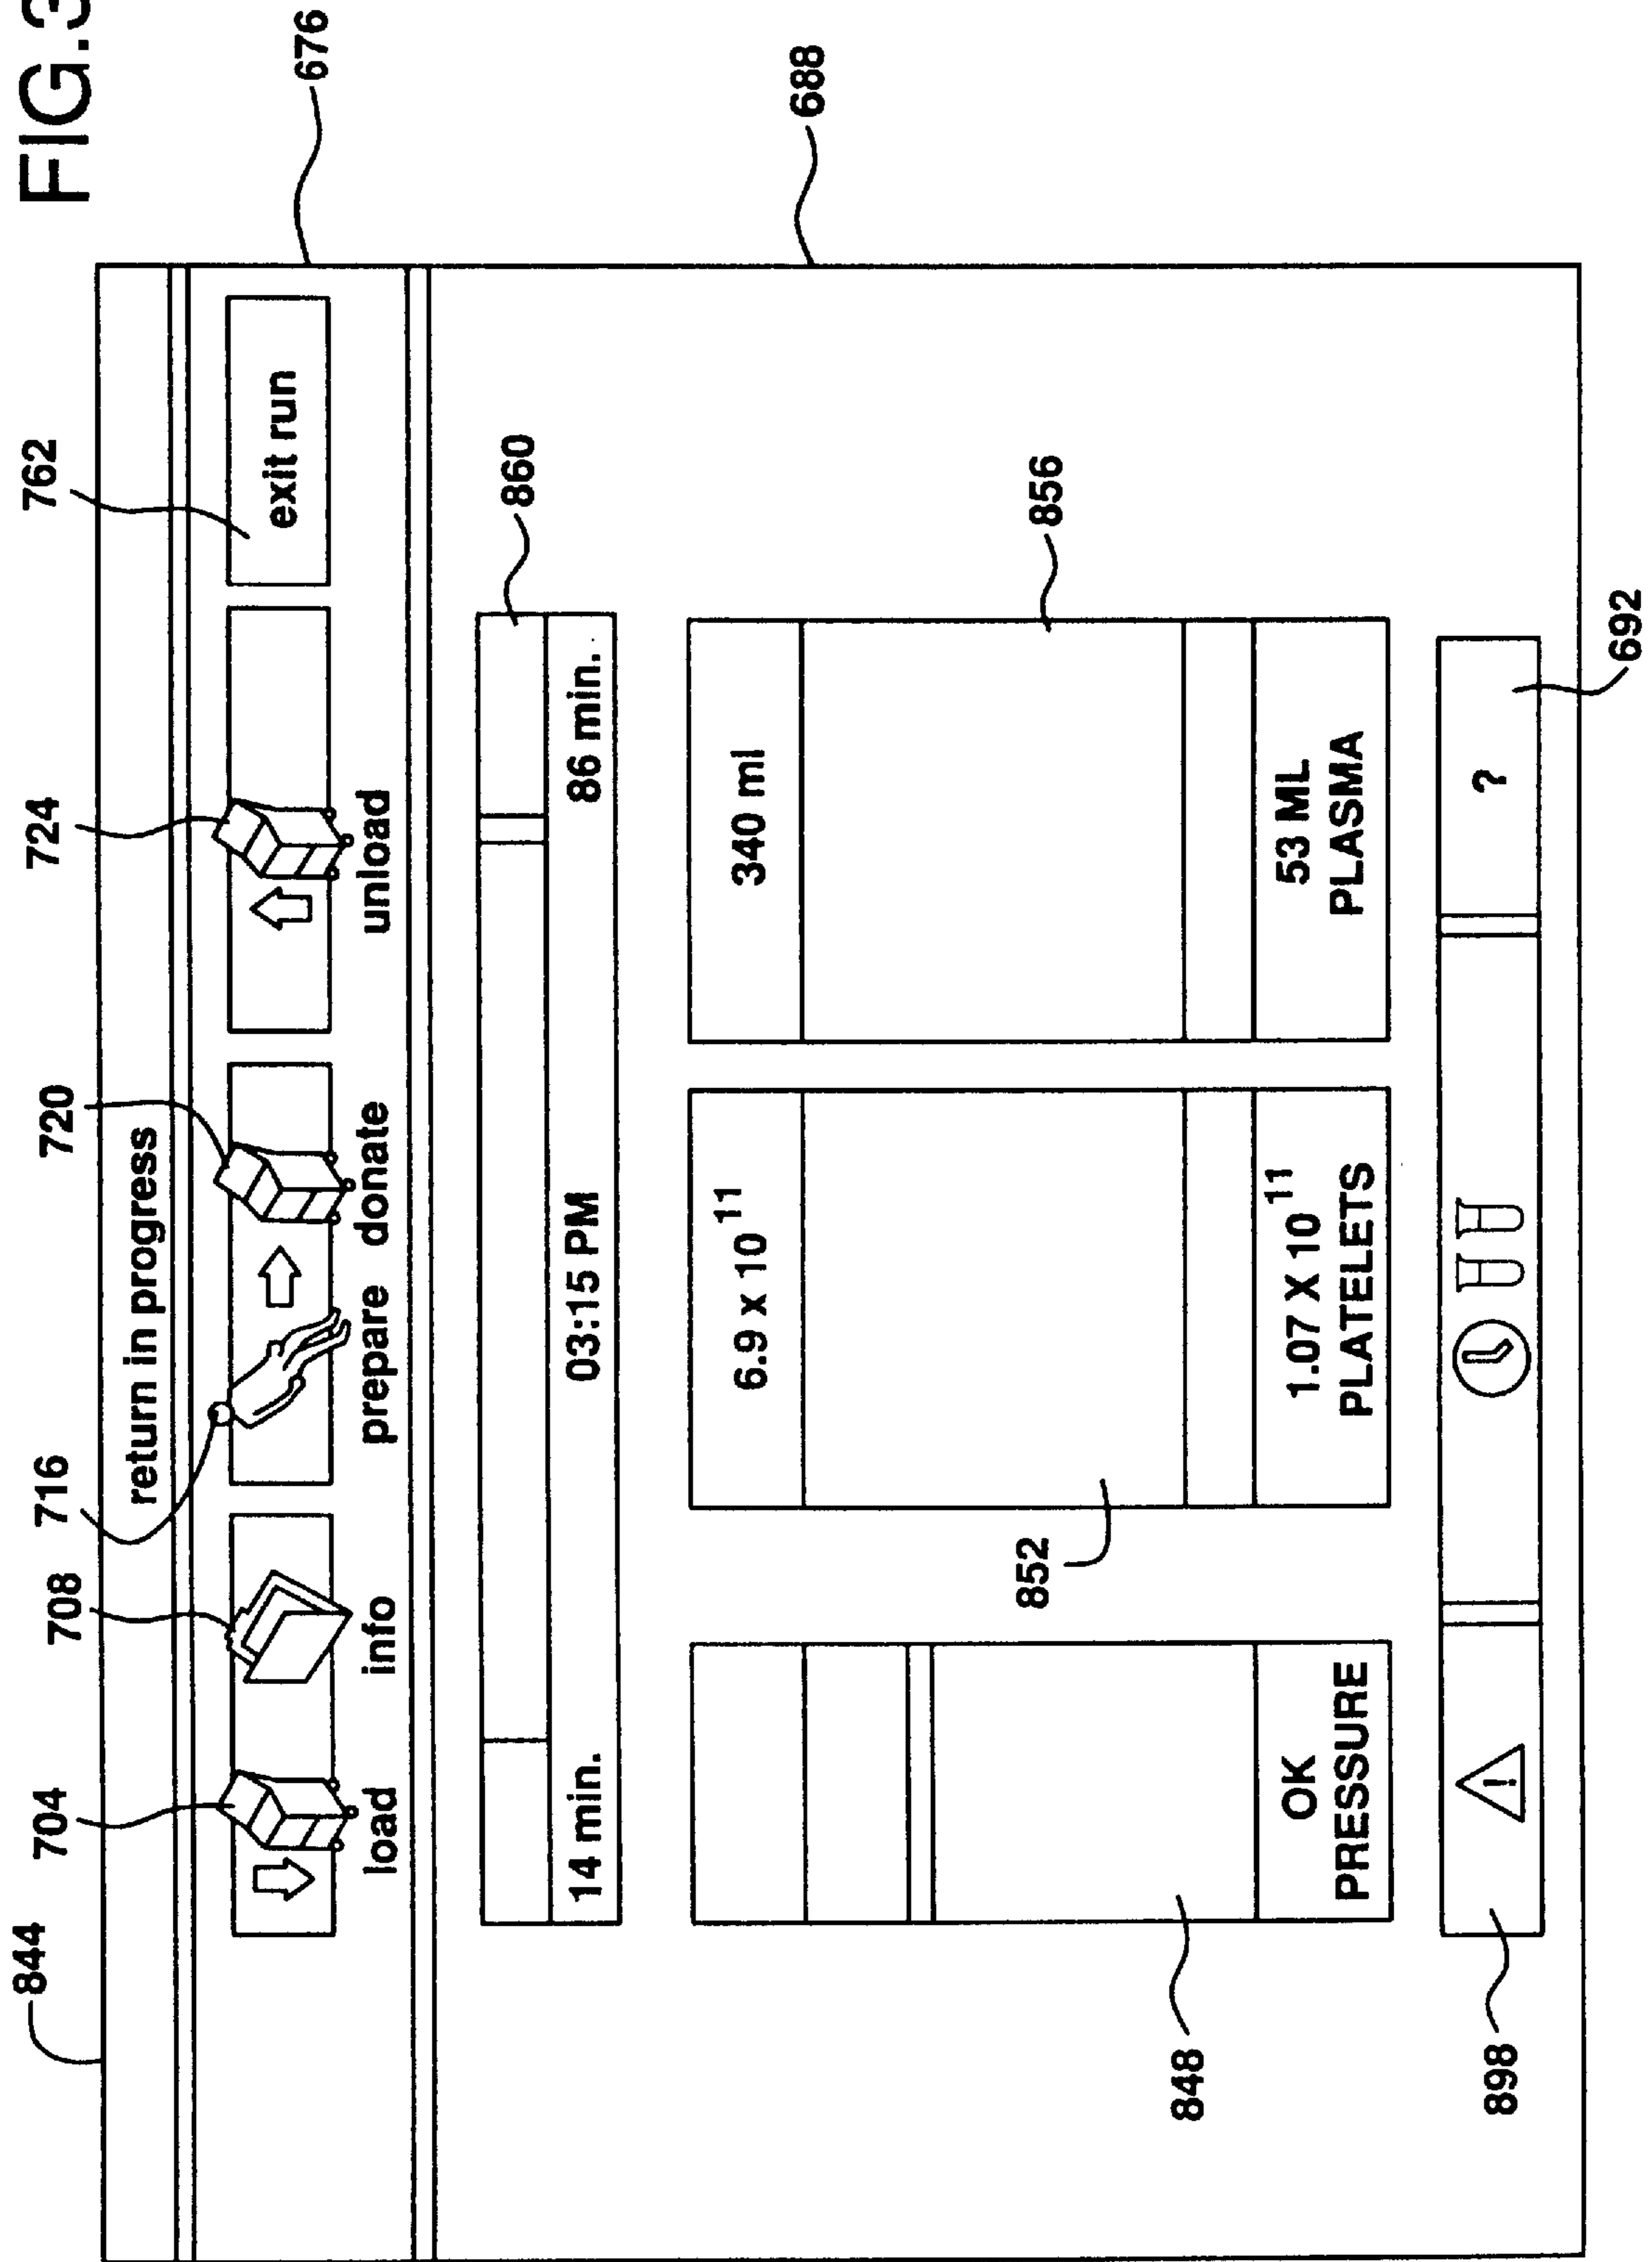 FIG.3
844
704
708
716
720
724
762
676
return in progress
load
info
prepare
donate
unload
exit run
860
14 min.
03:15 PM
86 min.
688
6.9 x 10¹¹
340 ml
852
856
OK
PRESSURE
1.07 X 10¹¹
PLATELETS
53 ML
PLASMA
848
898
!
?
692